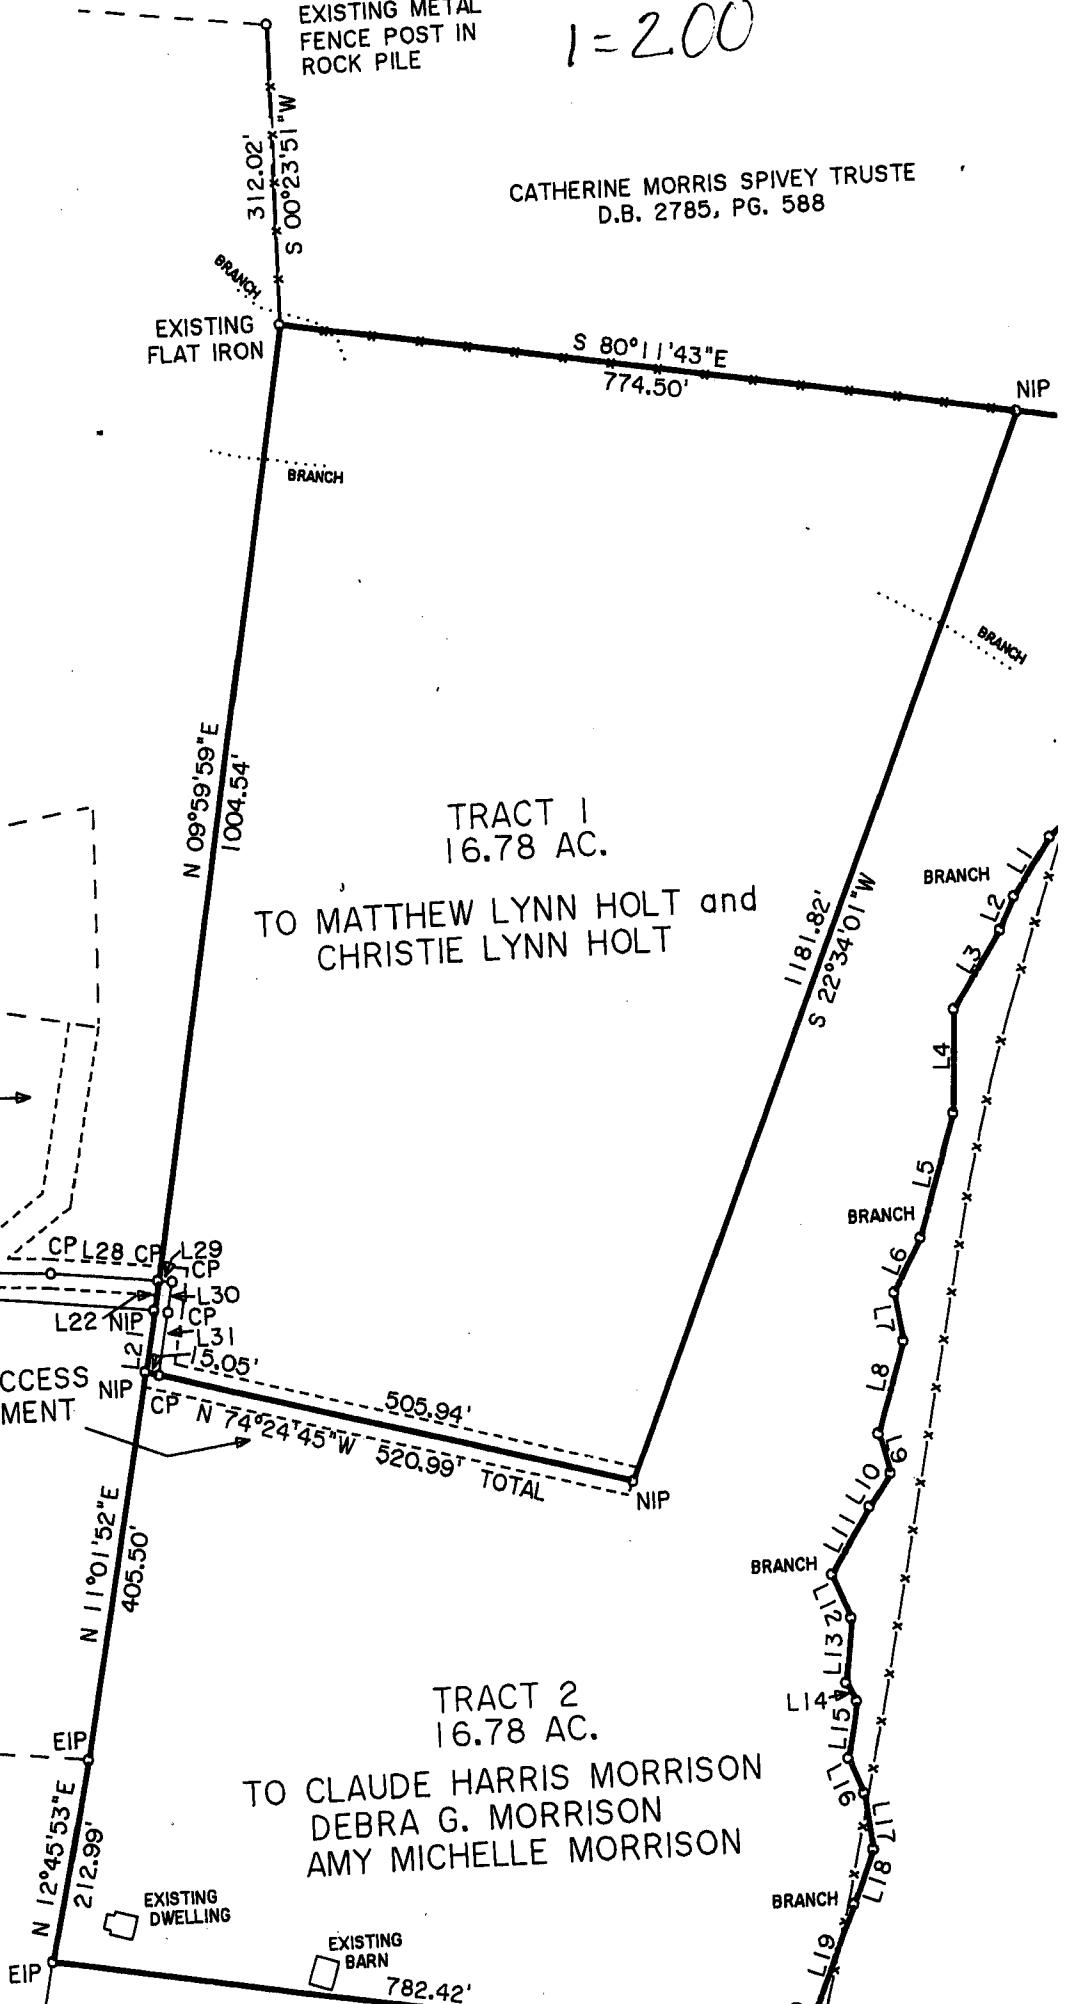 EXISTING METAL
FENCE POST IN
ROCK PILE
1=200
312.02'
S 00°23'51"W
CATHERINE MORRIS SPIVEY TRUSTE
D.B. 2785, PG. 588
BRANCH
EXISTING
FLAT IRON
S 80°11'43"E
774.50'
NIP
BRANCH
BRANCH
N 09°59'59"E
1004.54'
TRACT 1
16.78 AC.
TO MATTHEW LYNN HOLT and
CHRISTIE LYNN HOLT
1181.82'
S 22°34'01"W
BRANCH
L1
L2
L3
L4
L5
BRANCH
L6
L7
L8
L9
L10
L11
BRANCH
L12
L13
L14
L15
L16
L17
L18
BRANCH
L19
CP L28 CP L29
CP
L30
L22 NIP CP
L31
L21
15.05'
CCESS
MENT
NIP
CP
505.94'
N 74°24'45"W 520.99' TOTAL
NIP
N 11°01'52"E
405.50'
TRACT 2
16.78 AC.
TO CLAUDE HARRIS MORRISON
DEBRA G. MORRISON
AMY MICHELLE MORRISON
EIP
N 12°45'53"E
212.99'
EXISTING
DWELLING
EXISTING
BARN
EIP
782.42'